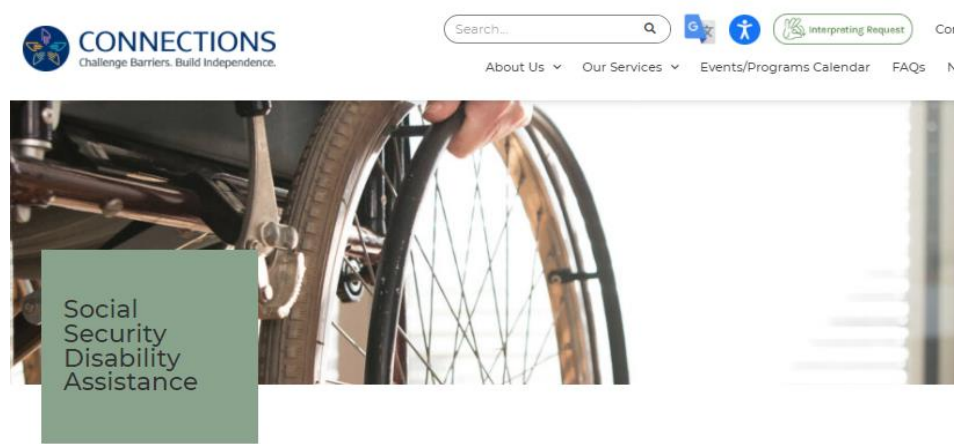 CONNECTIONS
Challenge Barriers. Build Independence.
Search...
Interpreting Request
About Us
Our Services
Events/Programs Calendar
FAQs
Social
Security
Disability
Assistance